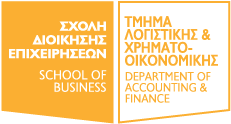 ΣΧΟΛΗ
ΔΙΟΙΚΗΣΗΣ
ΕΠΙΧΕΙΡΗΣΕΩΝ
SCHOOL OF
BUSINESS
ΤΜΗΜΑ
ΛΟΓΙΣΤΙΚΗΣ &
ΧΡΗΜΑΤΟ-
ΟΙΚΟΝΟΜΙΚΗΣ
DEPARTMENT OF
ACCOUNTING &
FINANCE